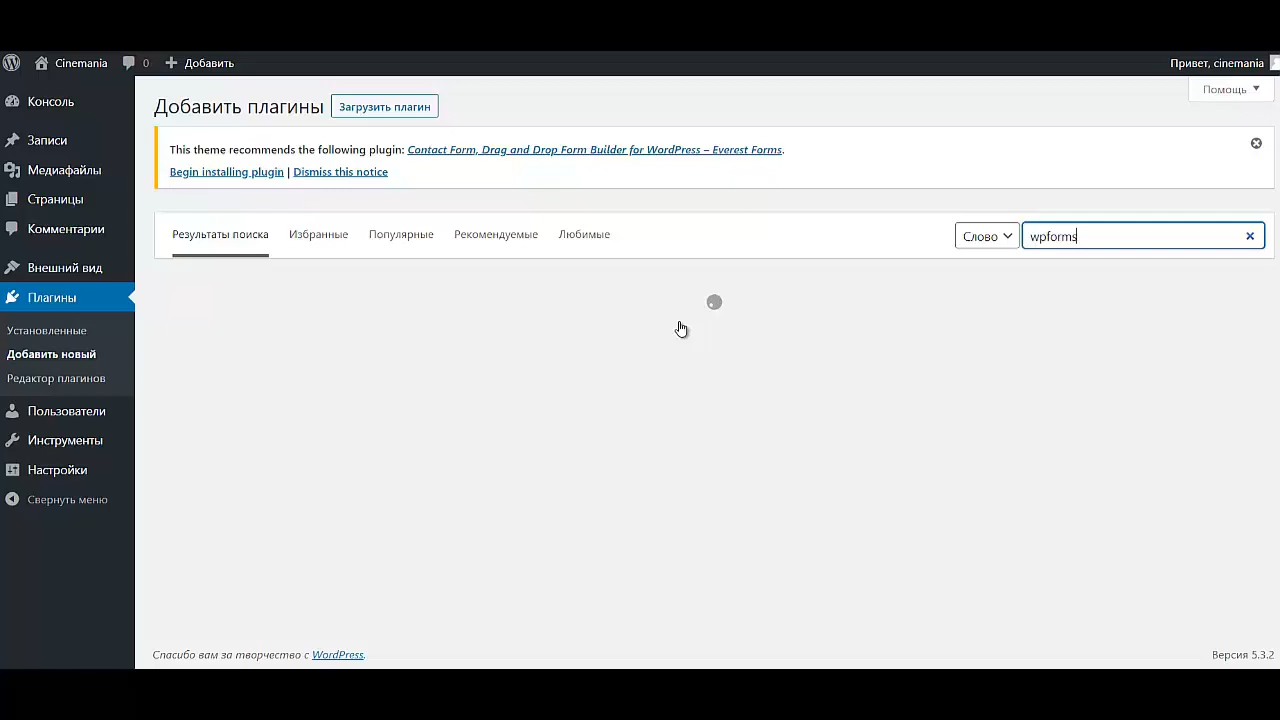 Cinemania 0 Добавить Привет, cinemania
Помощь
Консоль
Записи
Медиафайлы
Страницы
Комментарии
Внешний вид
Плагины
Установленные
Добавить новый
Редактор плагинов
Пользователи
Инструменты
Настройки
Свернуть меню
Добавить плагины Загрузить плагин
This theme recommends the following plugin: Contact Form, Drag and Drop Form Builder for WordPress – Everest Forms.
Begin installing plugin | Dismiss this notice
Результаты поиска Избранные Популярные Рекомендуемые Любимые Слово wpforms
Спасибо вам за творчество с WordPress. Версия 5.3.2